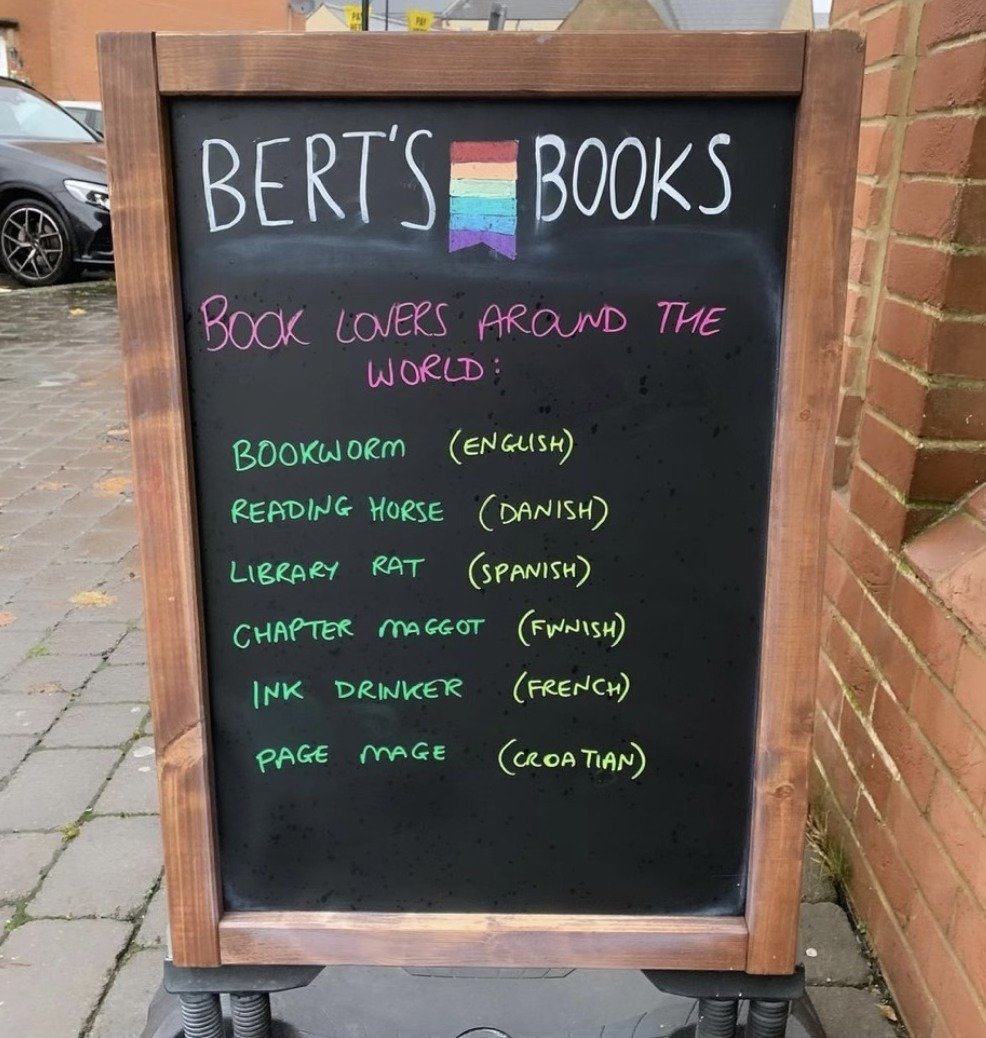 BERT'S BOOKS
BOOK LOVERS AROUND THE
WORLD:
BOOKWORM (ENGLISH)
READING HORSE (DANISH)
LIBRARY RAT (SPANISH)
CHAPTER MAGGOT (FINNISH)
INK DRINKER (FRENCH)
PAGE MAGE (CROATIAN)